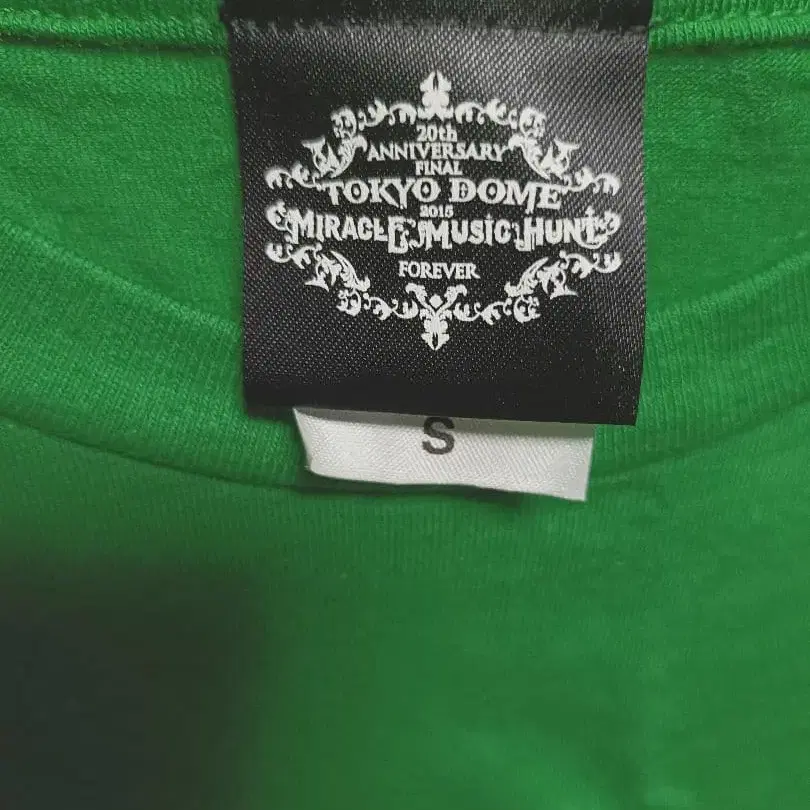 20th
ANNIVERSARY
FINAL
TOKYO DOME
2015
MIRACLE MUSIC HUNT
FOREVER
S